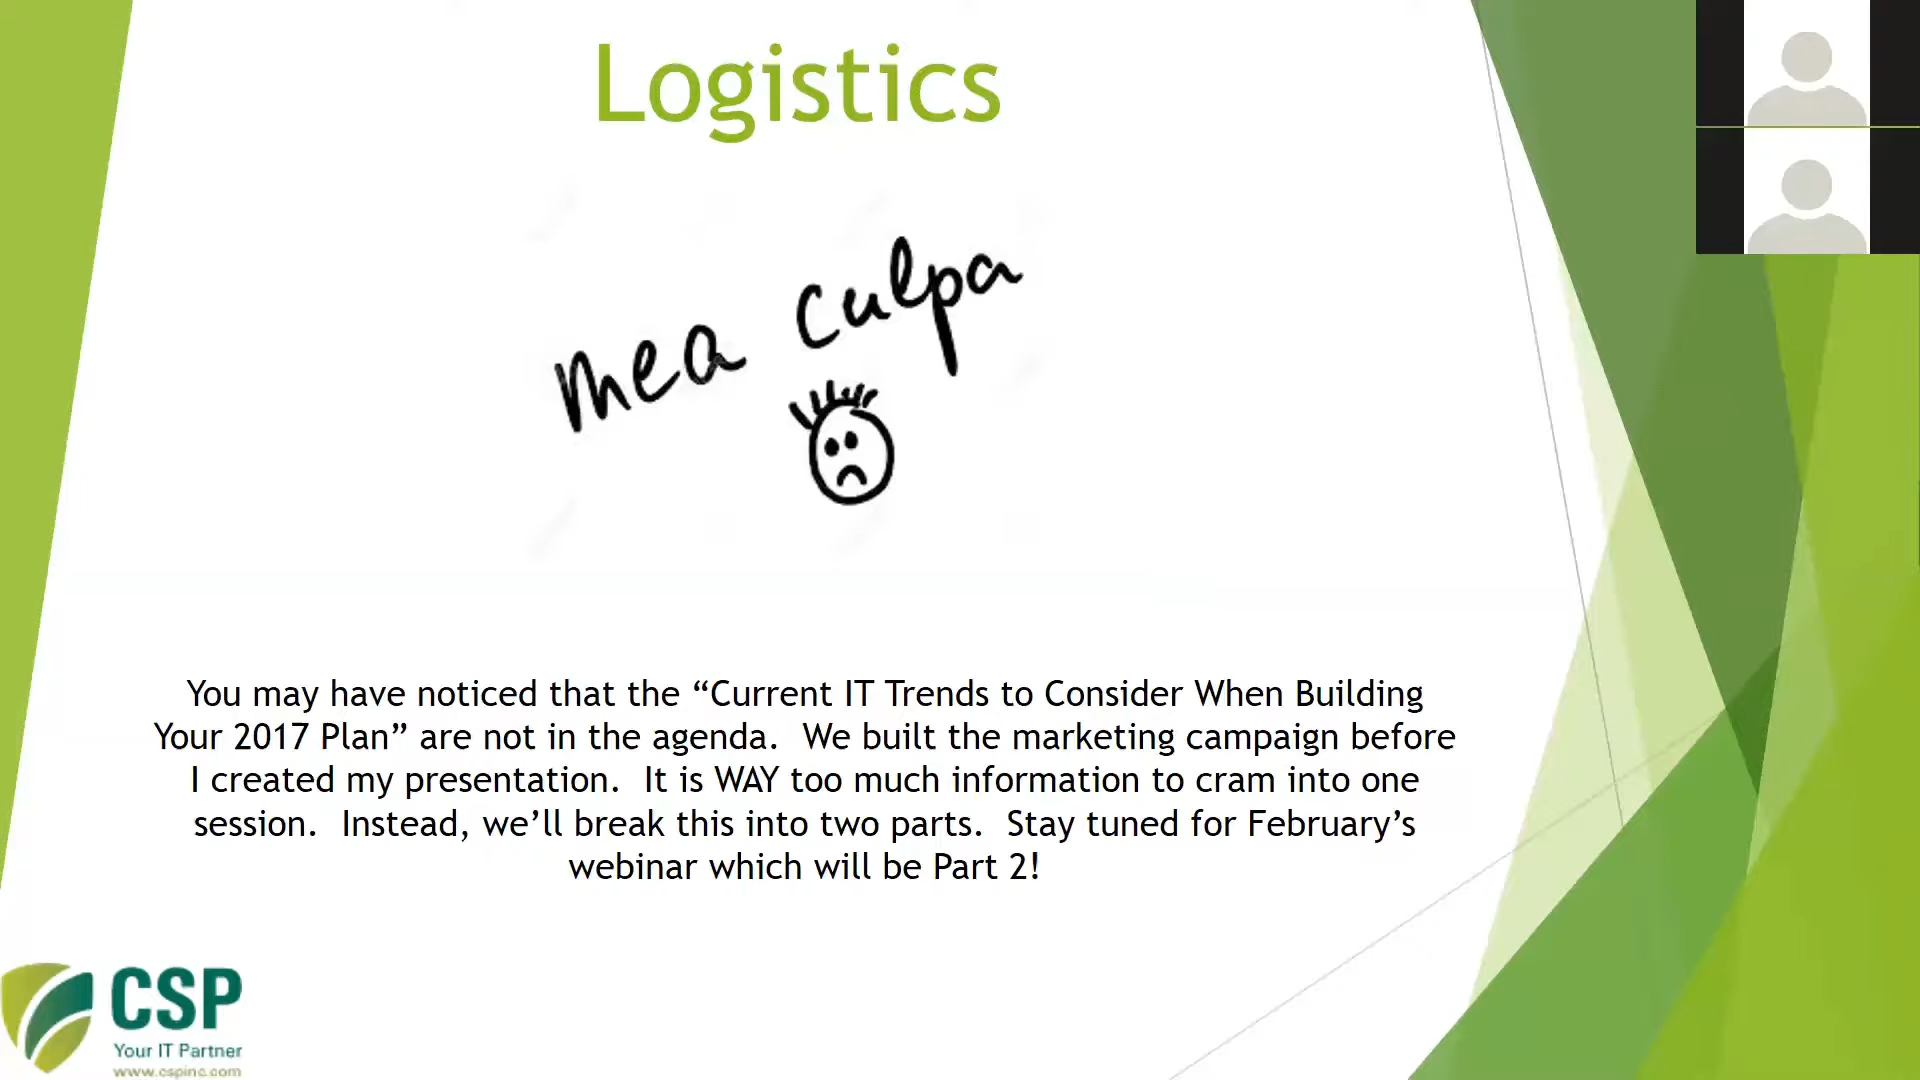 Logistics
mea culpa
You may have noticed that the “Current IT Trends to Consider When Building
Your 2017 Plan” are not in the agenda.  We built the marketing campaign before
I created my presentation.  It is WAY too much information to cram into one
session.  Instead, we’ll break this into two parts.  Stay tuned for February’s
webinar which will be Part 2!
CSP
Your IT Partner
www.cspinc.com